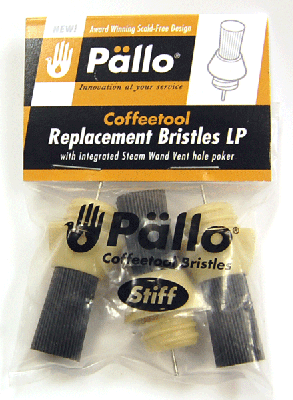 NEW!
Award Winning Scald-Free Design
Pällo®
Innovation at your service
Coffeetool
Replacement Bristles LP
with integrated Steam Wand Vent hole poker
Pällo®
Coffeetool Bristles
Stiff